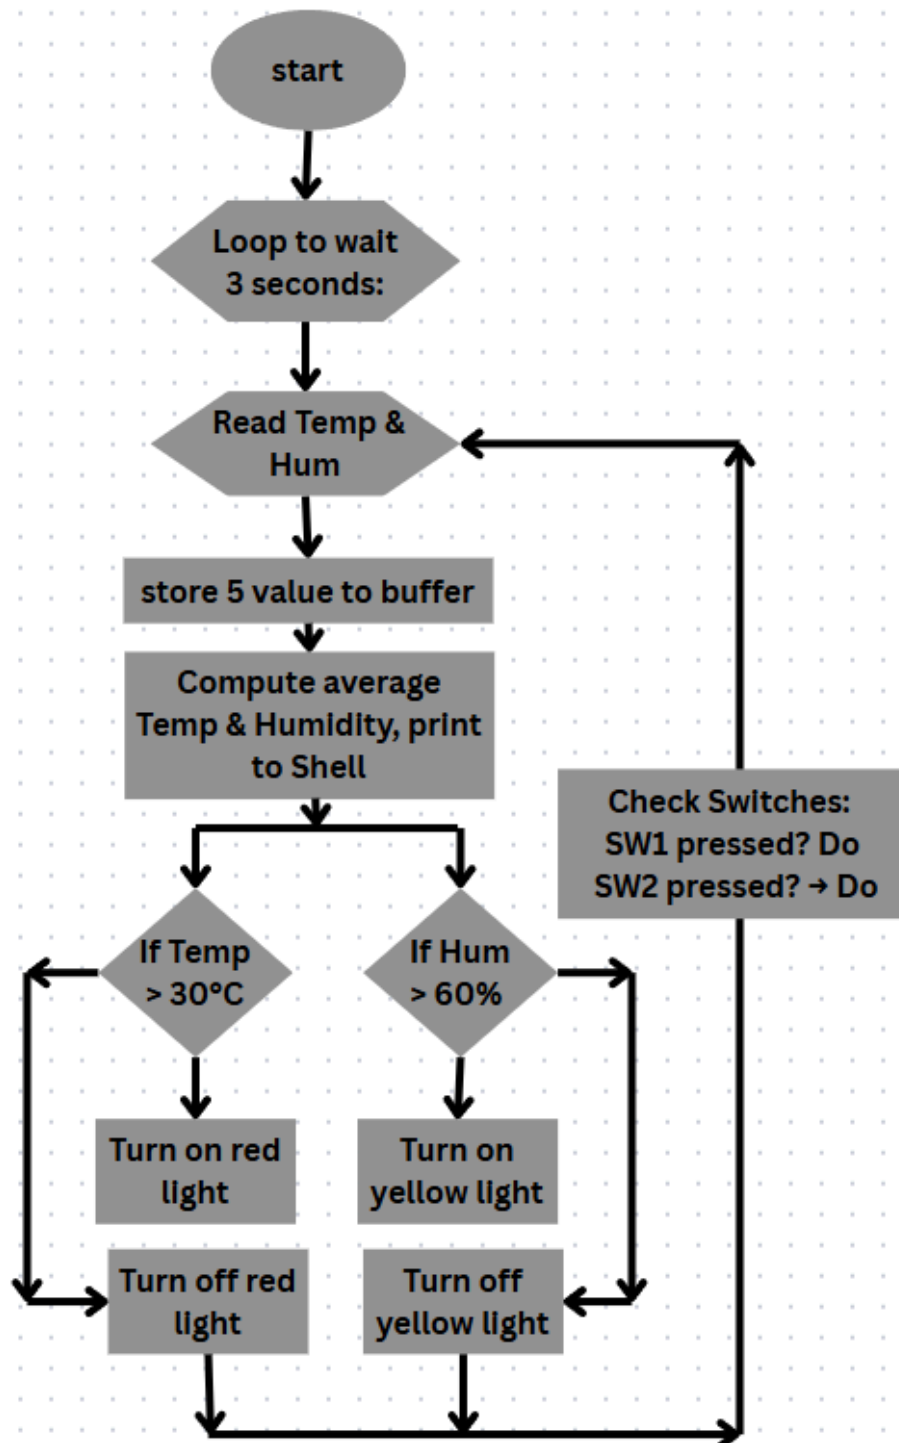 start
Loop to wait
3 seconds:
Read Temp &
Hum
store 5 value to buffer
Compute average
Temp & Humidity, print
to Shell
Check Switches:
SW1 pressed? Do
SW2 pressed? → Do
If Temp
> 30°C
If Hum
> 60%
Turn on red
light
Turn on
yellow light
Turn off red
light
Turn off
yellow light